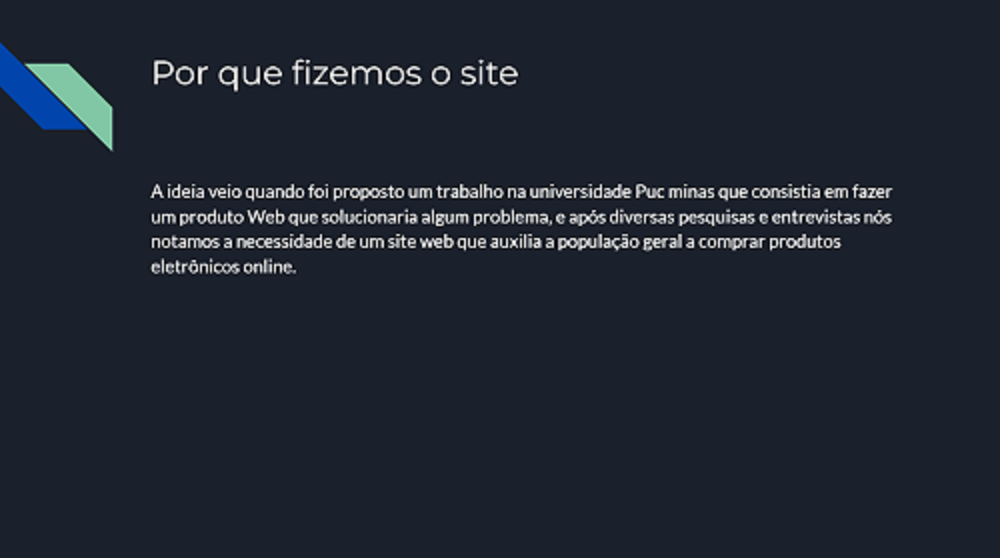 Por que fizemos o site
A ideia veio quando foi proposto um trabalho na universidade Puc minas que consistia em fazer
um produto Web que solucionaria algum problema, e após diversas pesquisas e entrevistas nós
notamos a necessidade de um site web que auxilia a população geral a comprar produtos
eletrônicos online.